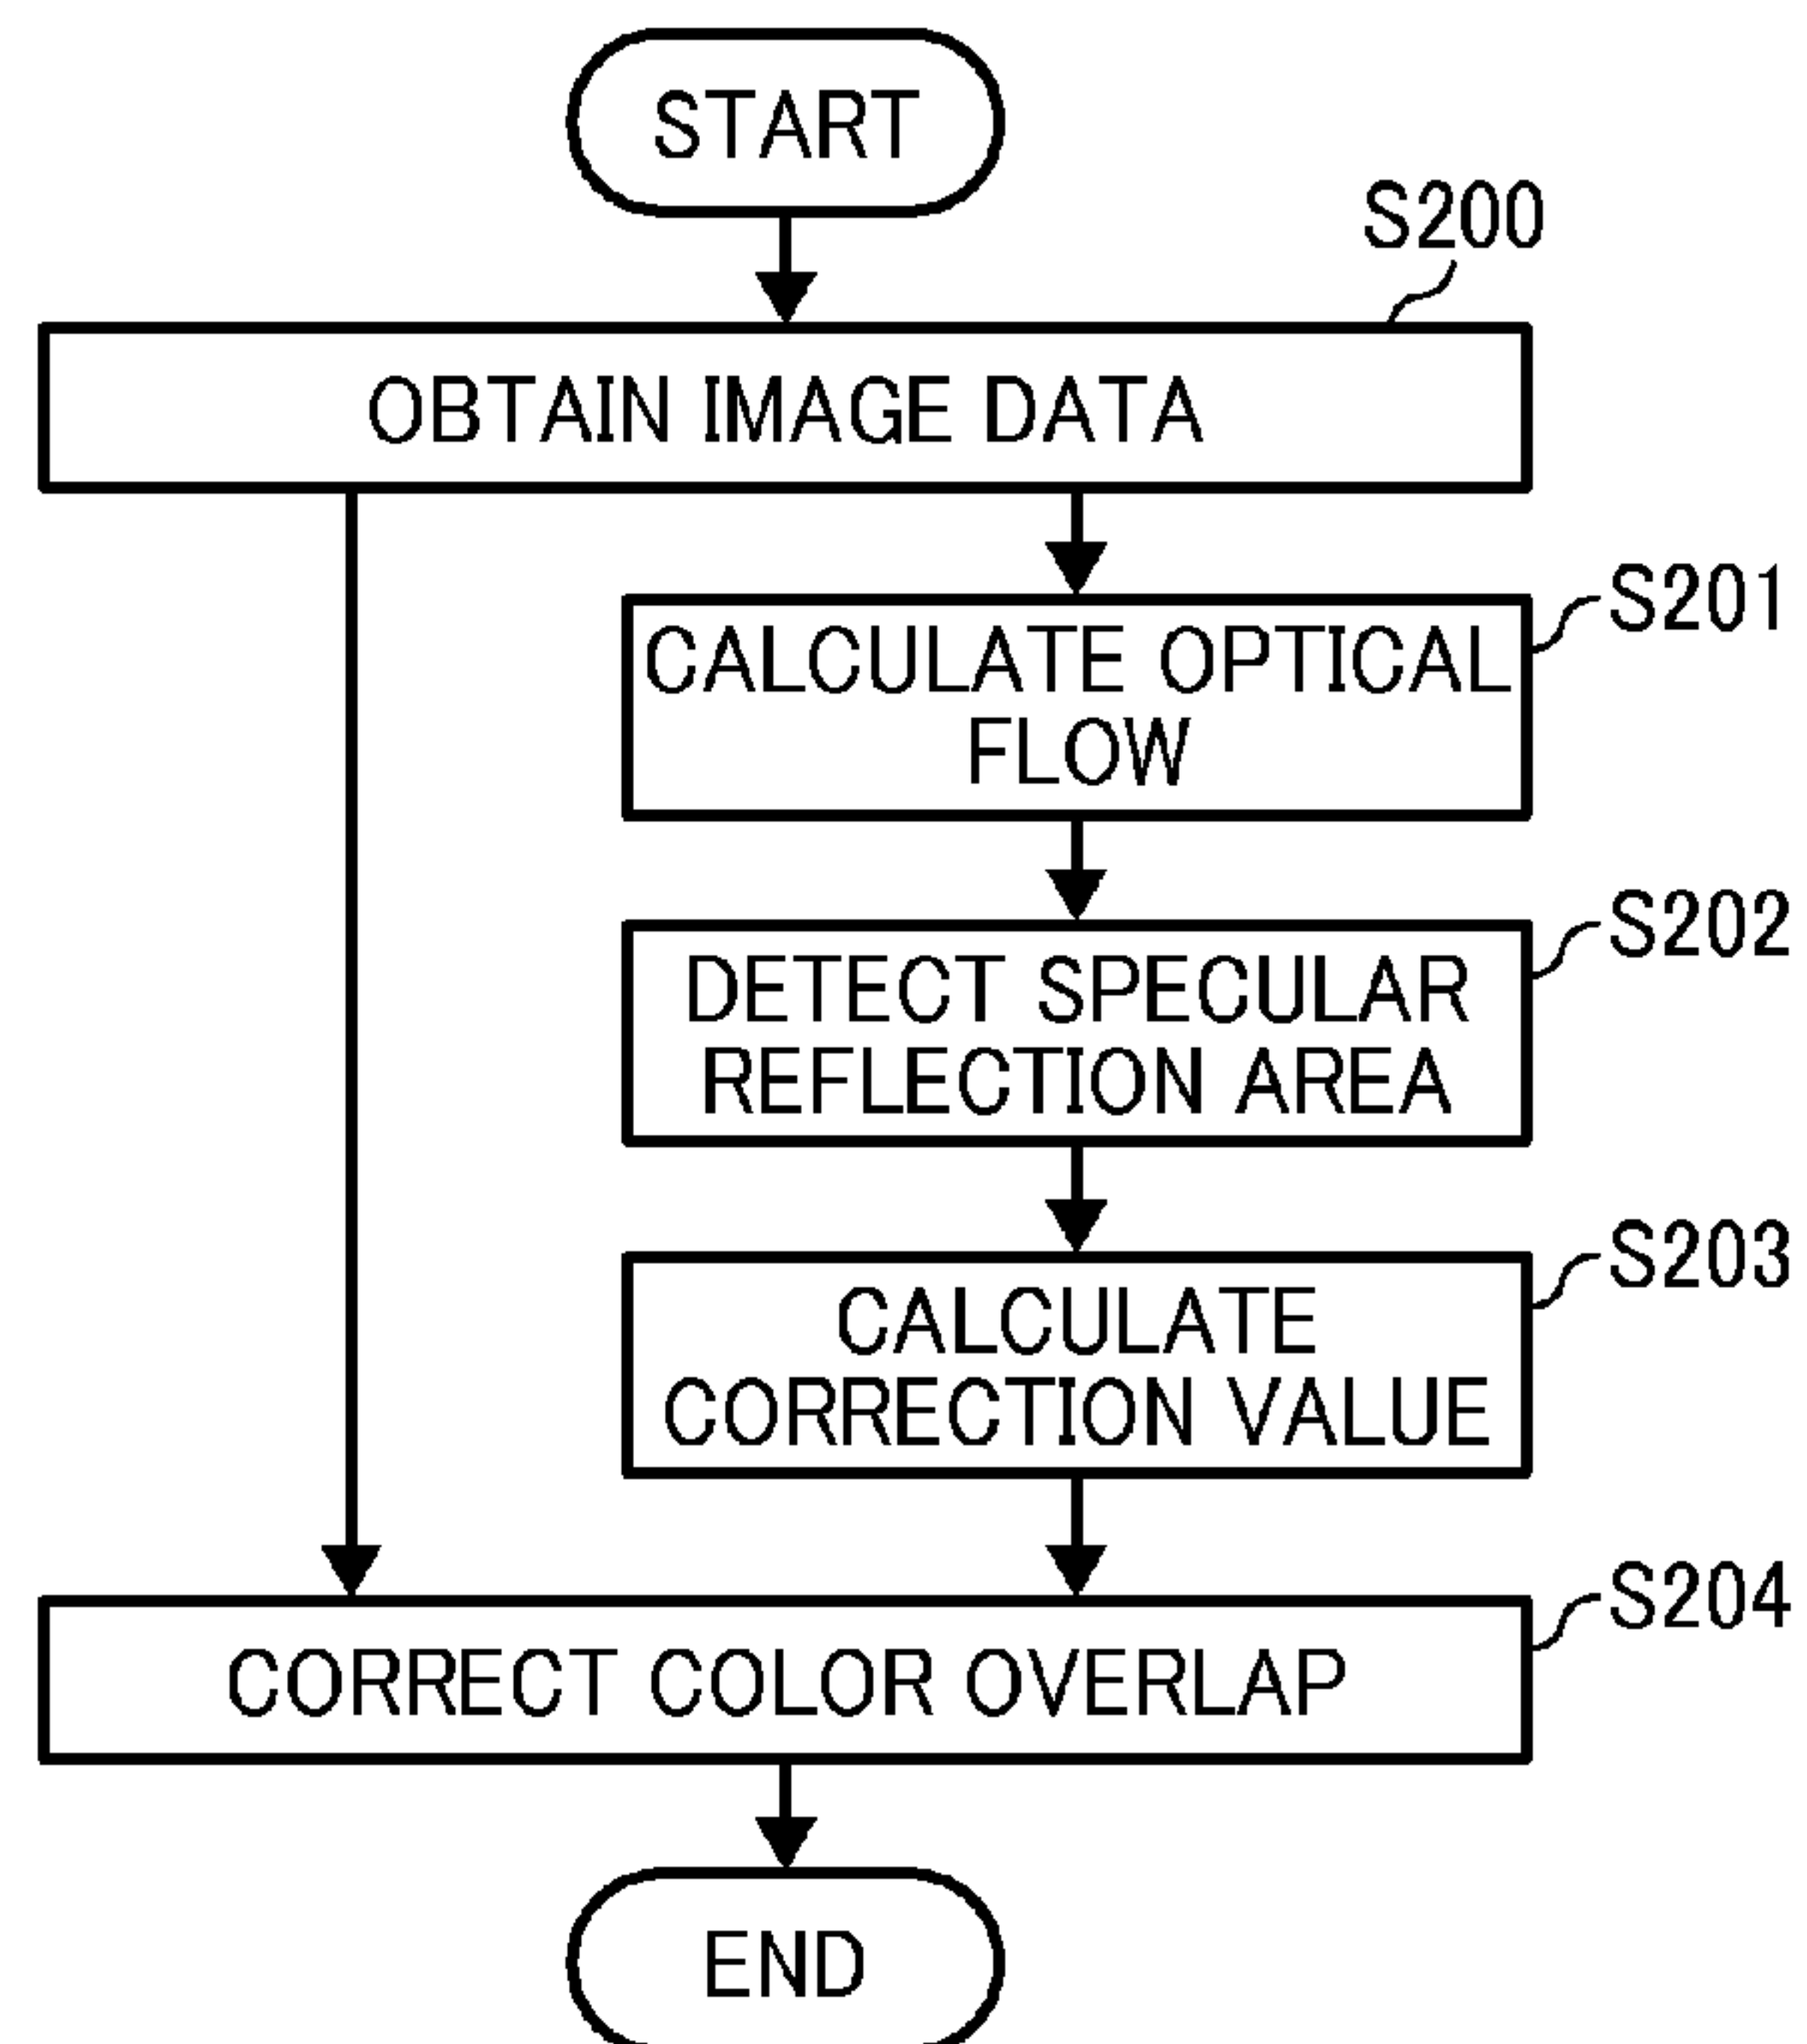 START
S200
OBTAIN IMAGE DATA
S201
CALCULATE OPTICAL
FLOW
S202
DETECT SPECULAR
REFLECTION AREA
S203
CALCULATE
CORRECTION VALUE
S204
CORRECT COLOR OVERLAP
END